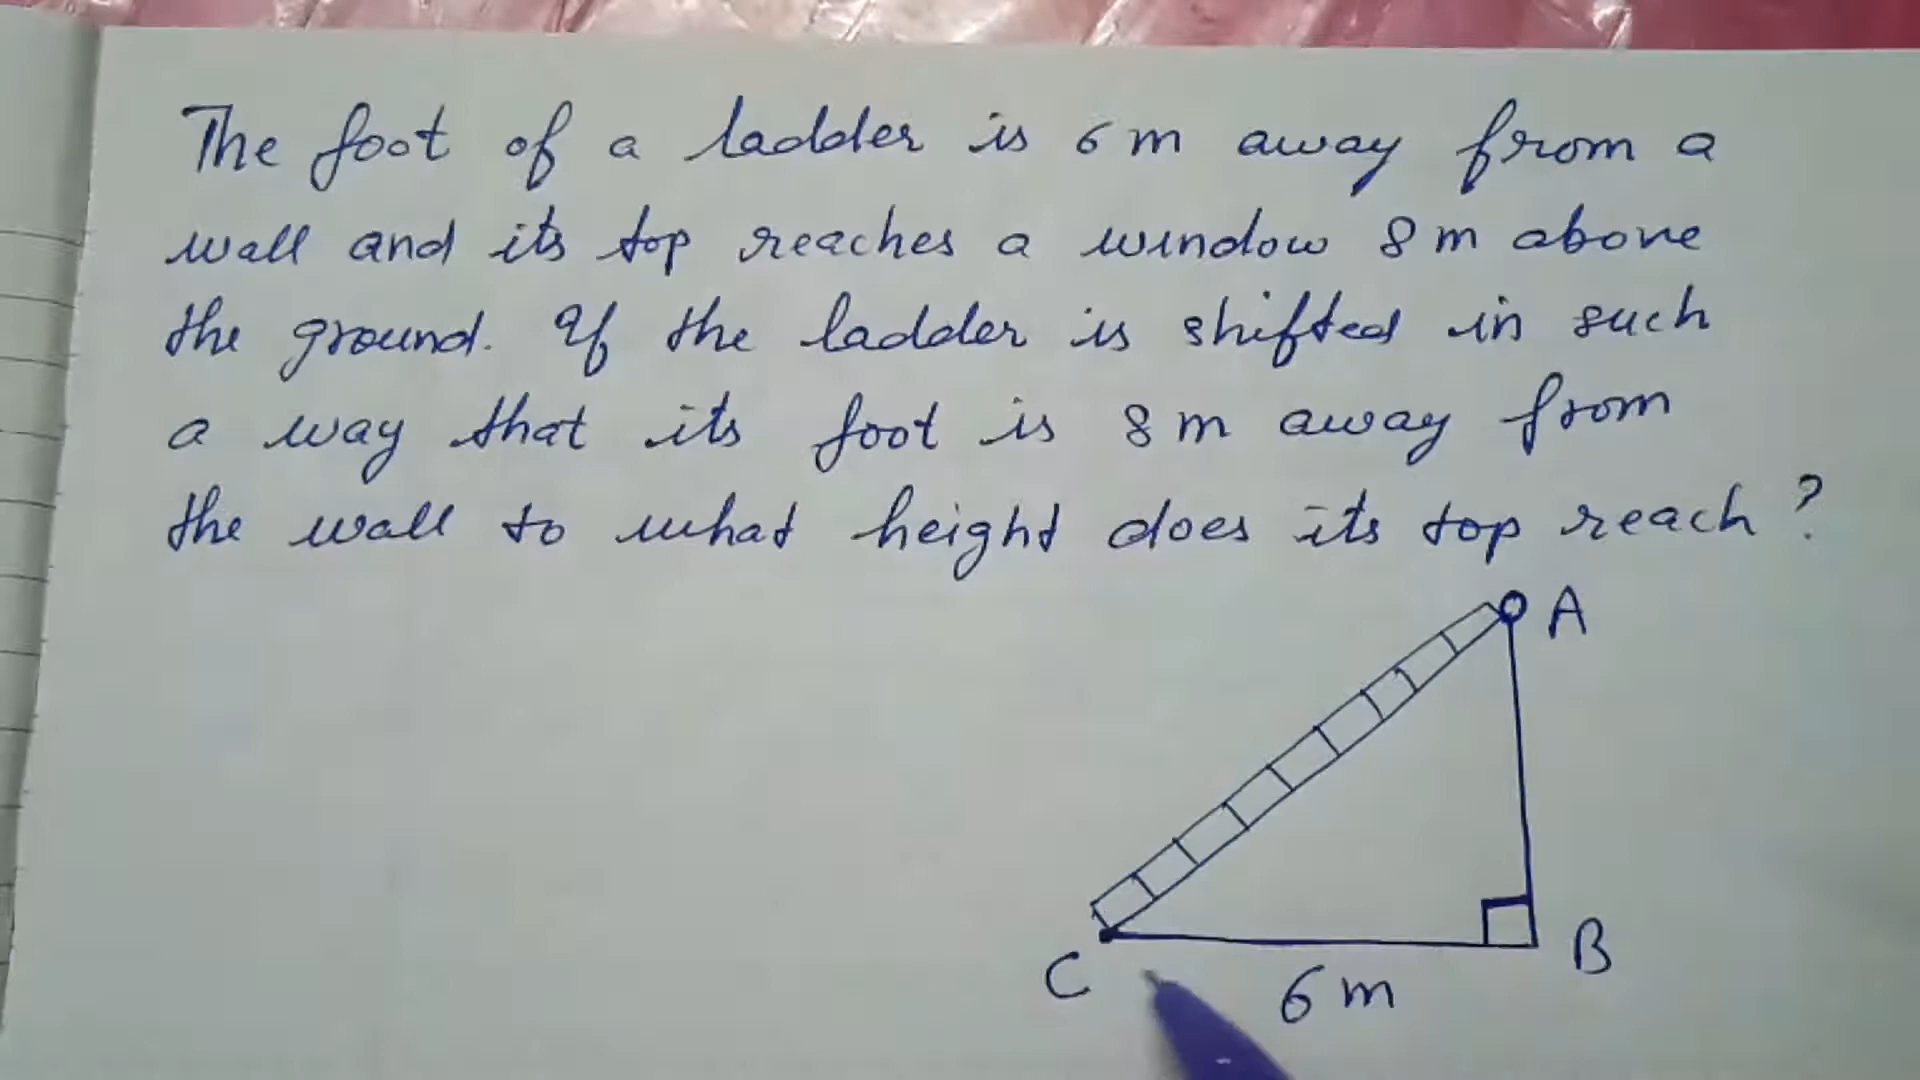 The foot of a ladder is 6 m away from a
wall and its top reaches a window 8 m above
the ground. If the ladder is shifted in such
a way that its foot is 8 m away from
the wall to what height does its top reach?
A
C
B
6 m